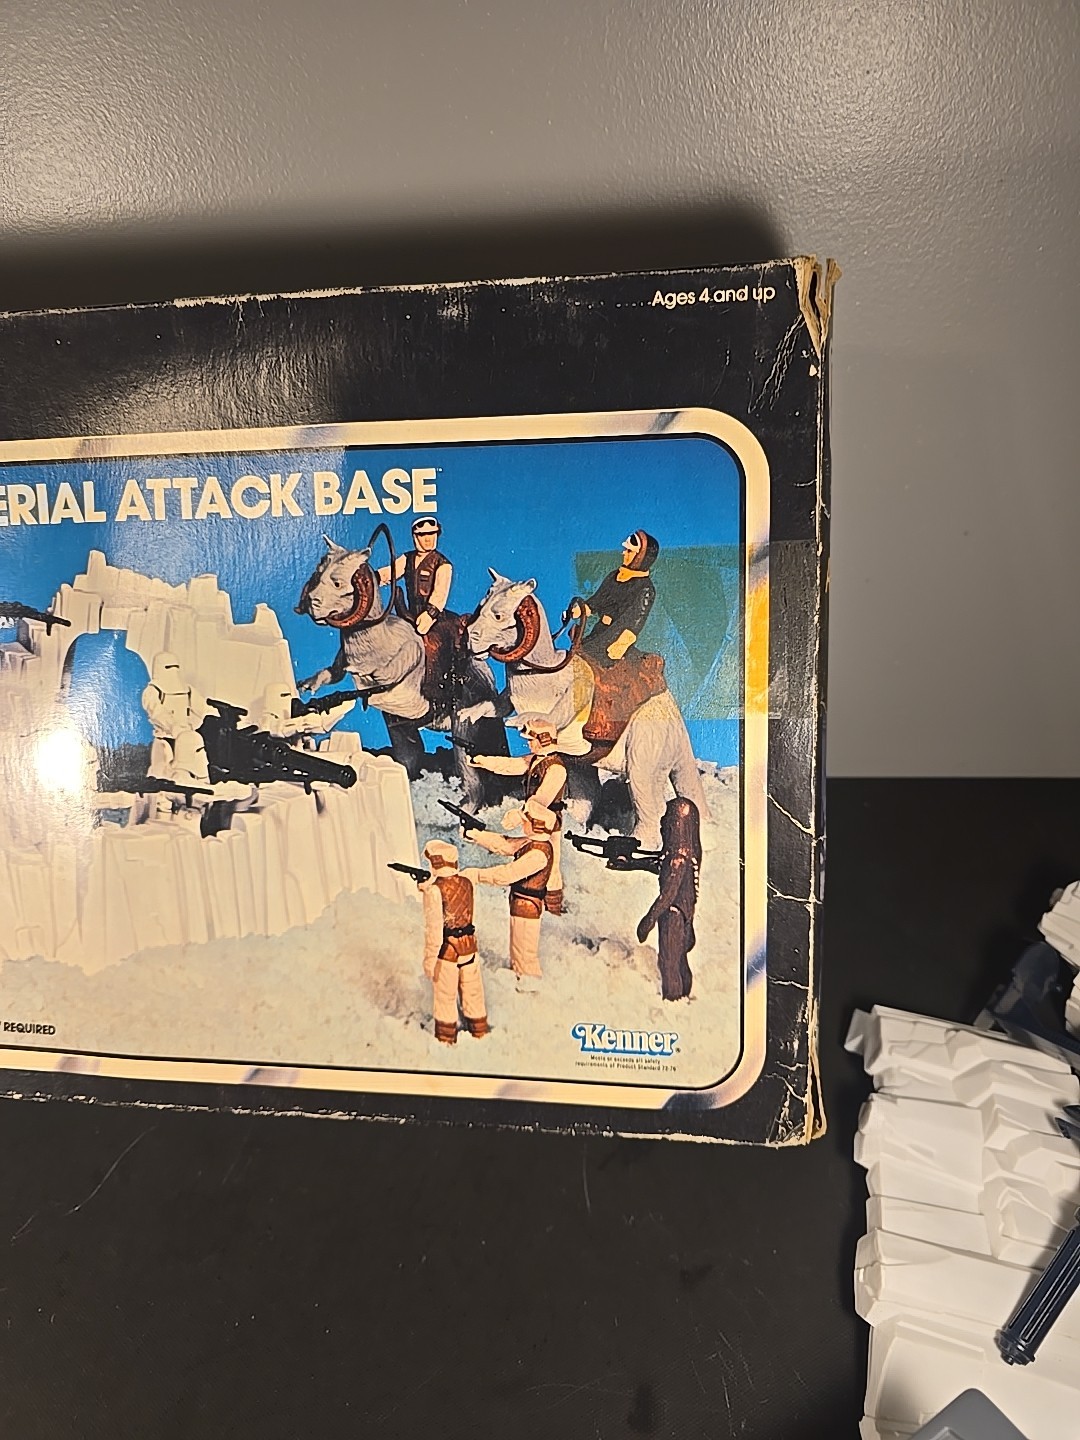 Ages 4 and up
ERIAL ATTACK BASE™
REQUIRED
Kenner®
Meets or exceeds all safety
requirements of Product Standard 72-76